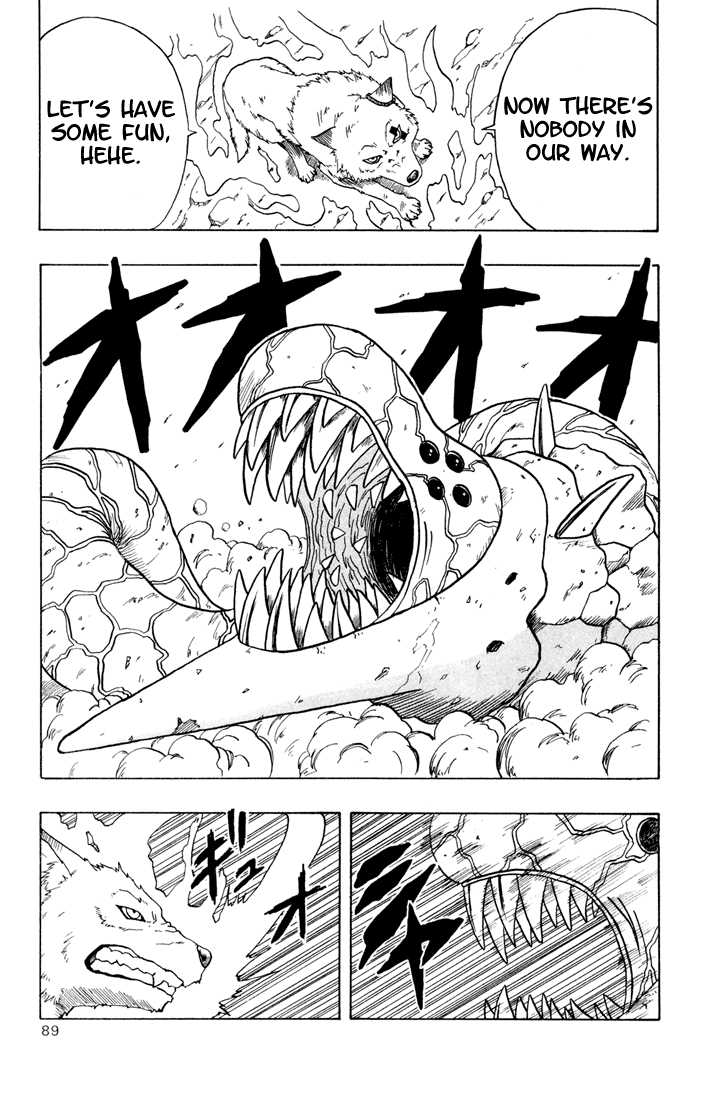 NOW THERE'S
NOBODY IN
OUR WAY.
LET'S HAVE
SOME FUN,
HEHE.
オオオオ
シャ
ギュオ
89